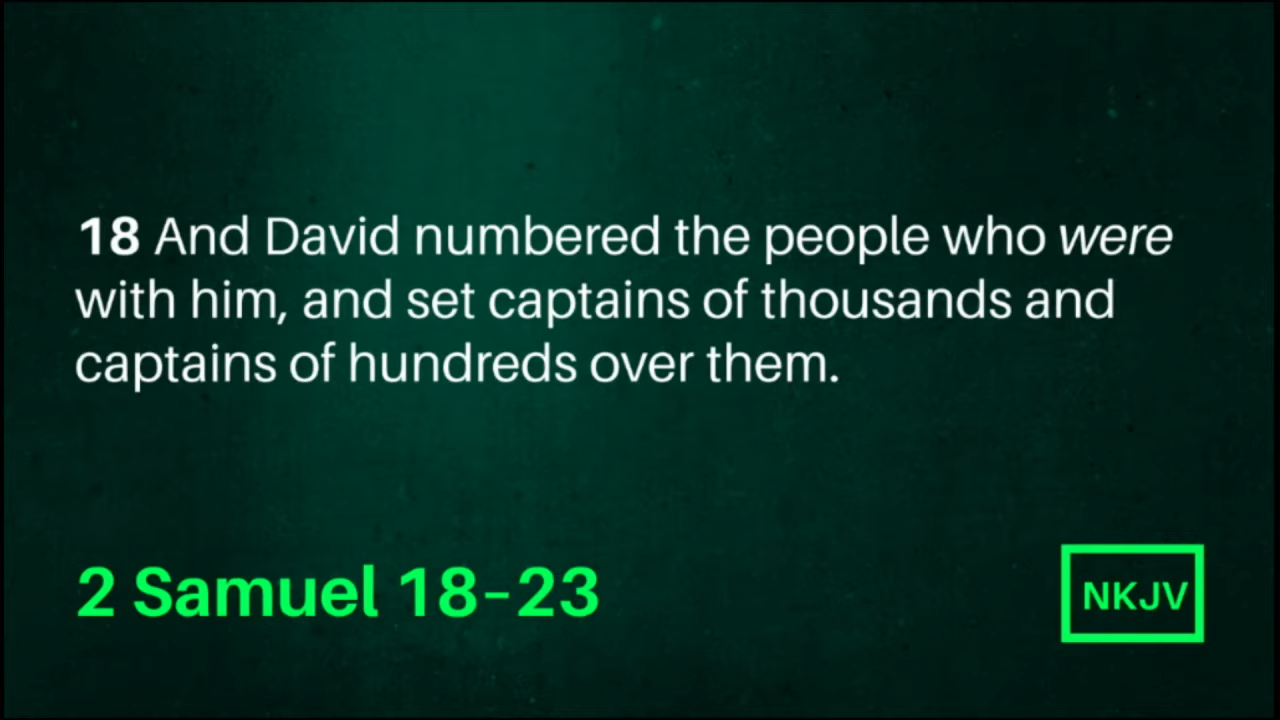 18 And David numbered the people who were
with him, and set captains of thousands and
captains of hundreds over them.
2 Samuel 18–23
NKJV